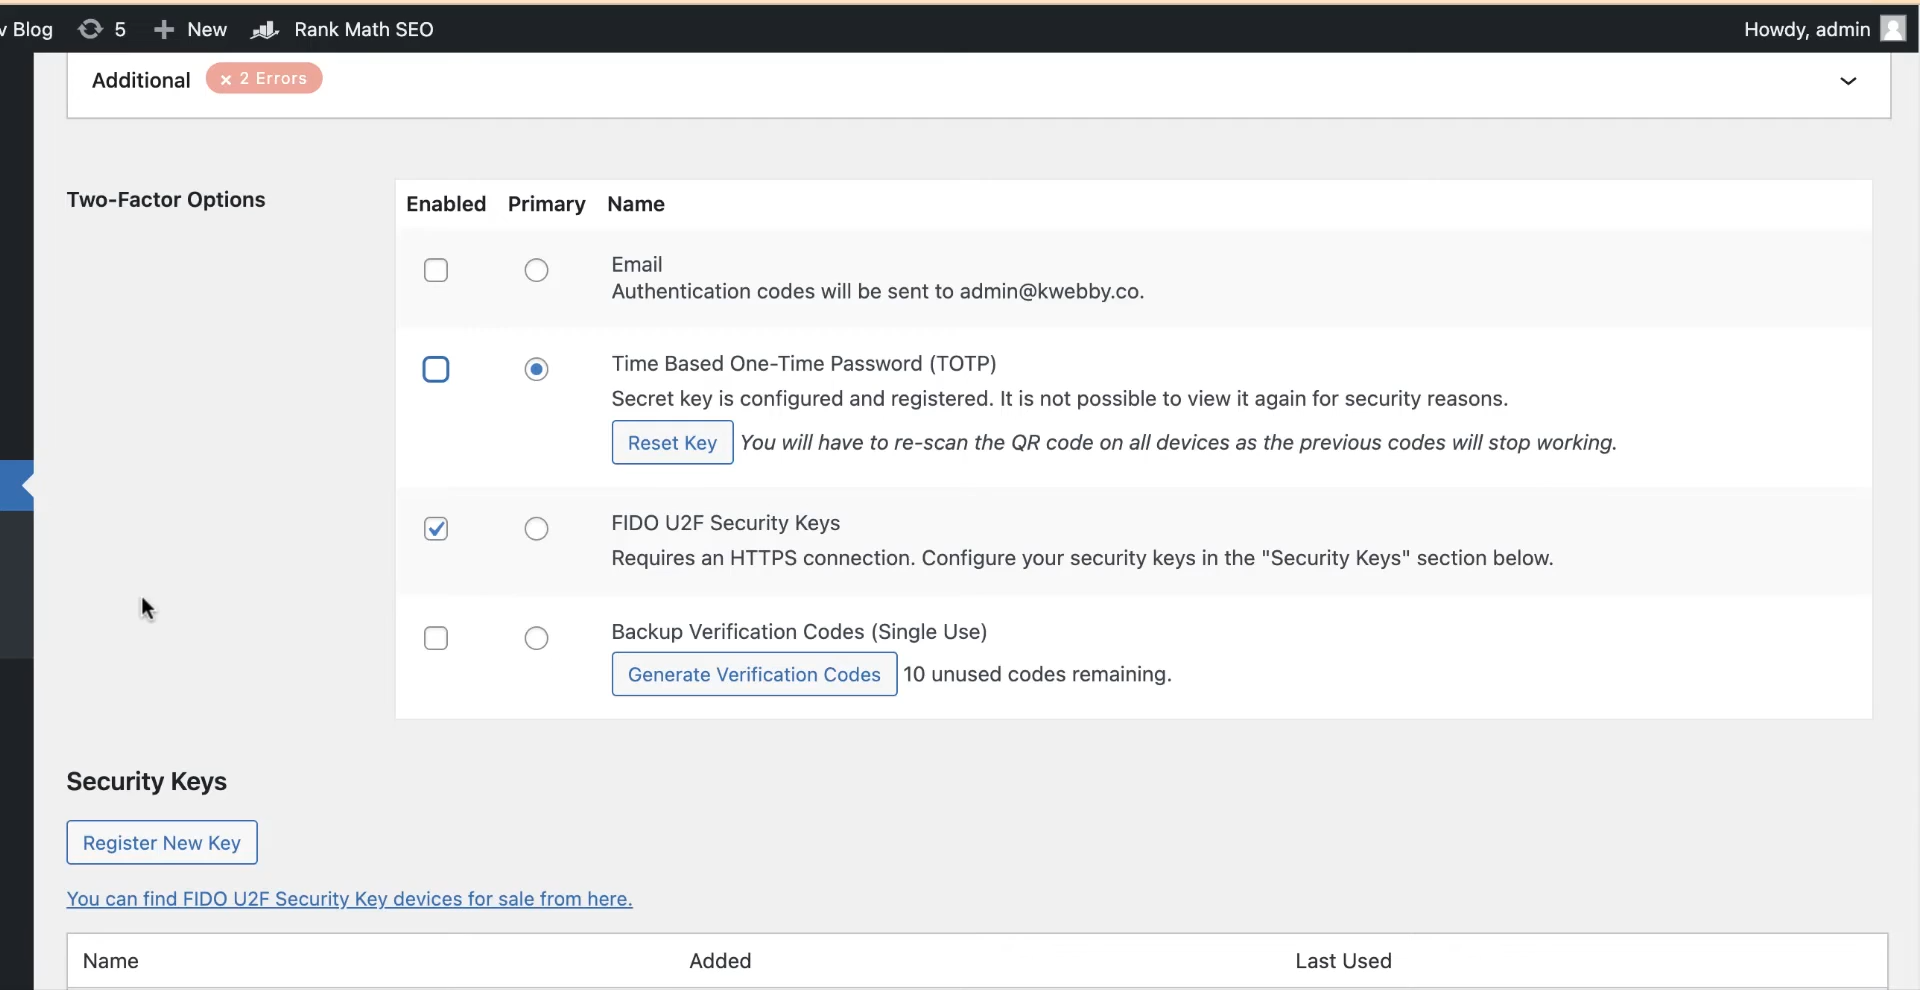 v Blog 5 New Rank Math SEO Howdy, admin
Additional × 2 Errors
Two-Factor Options
Enabled Primary Name
Email
Authentication codes will be sent to admin@kwebby.co.
Time Based One-Time Password (TOTP)
Secret key is configured and registered. It is not possible to view it again for security reasons.
Reset Key You will have to re-scan the QR code on all devices as the previous codes will stop working.
FIDO U2F Security Keys
Requires an HTTPS connection. Configure your security keys in the "Security Keys" section below.
Backup Verification Codes (Single Use)
Generate Verification Codes 10 unused codes remaining.
Security Keys
Register New Key
You can find FIDO U2F Security Key devices for sale from here.
Name Added Last Used